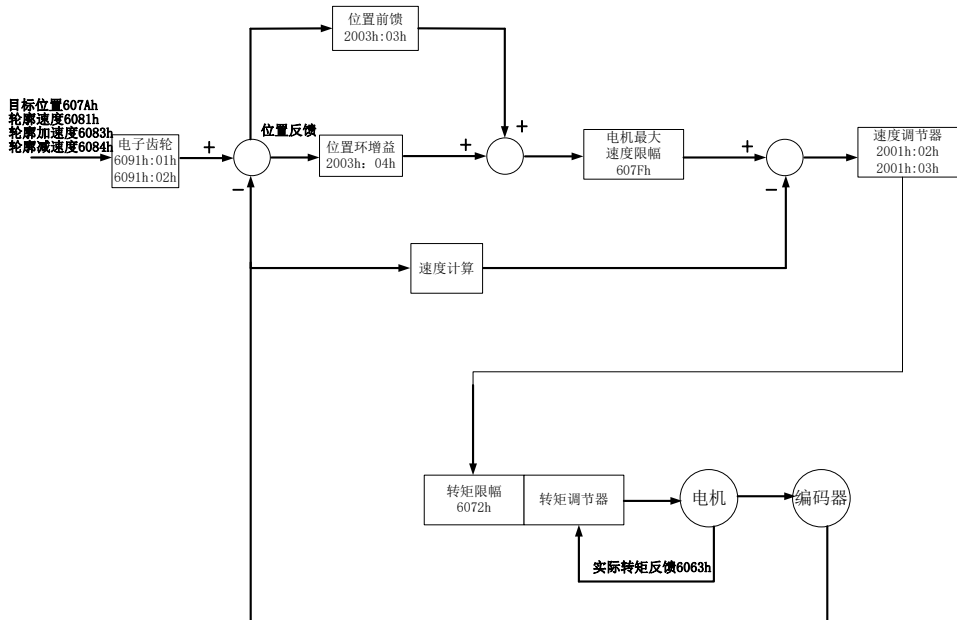 位置前馈
2003h:03h
目标位置607Ah
轮廓速度6081h
轮廓加速度6083h
轮廓减速度6084h
电子齿轮
6091h:01h
6091h:02h
+
−
位置反馈
位置环增益
2003h: 04h
+
+
电机最大
速度限幅
607Fh
+
−
速度调节器
2001h:02h
2001h:03h
速度计算
转矩限幅
6072h
转矩调节器
电机
编码器
实际转矩反馈6063h